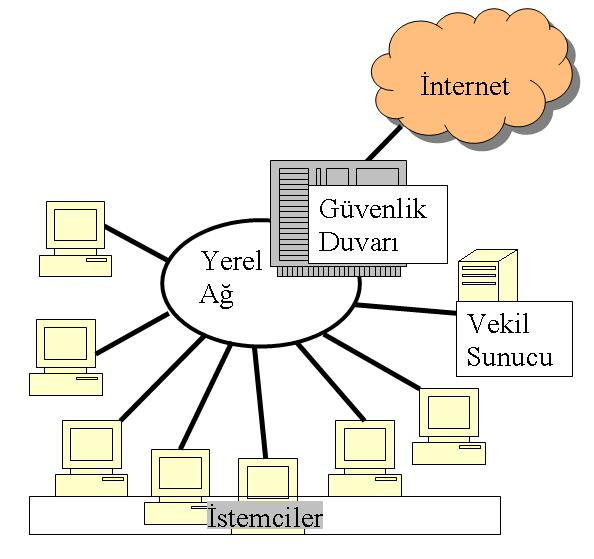 İnternet
Güvenlik
Duvarı
Yerel
Ağ
Vekil
Sunucu
İstemciler